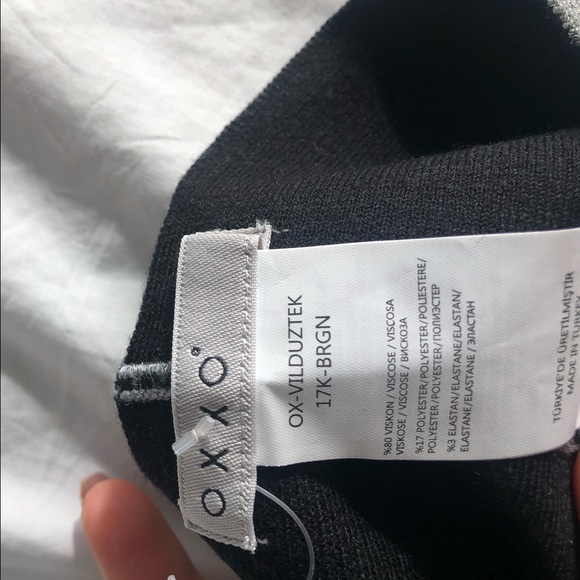 OXXO
OX-VILDUZTEK
17K-BRGN
%80 VISKON / VISCOSE / VISCOSA
VISKOSE / VISCOSE / ВИСКОЗА
%17 POLYESTER/POLYESTER/POLIESTERE/
POLYESTER/POLYESTER/ПОЛИЭСТЕР
%3 ELASTAN/ELASTANE/ELASTAN/
ELASTANE/ELASTANE / ЭЛАСТАН
TÜRKİYE'DE ÜRETİLMİŞTİR
MADE IN